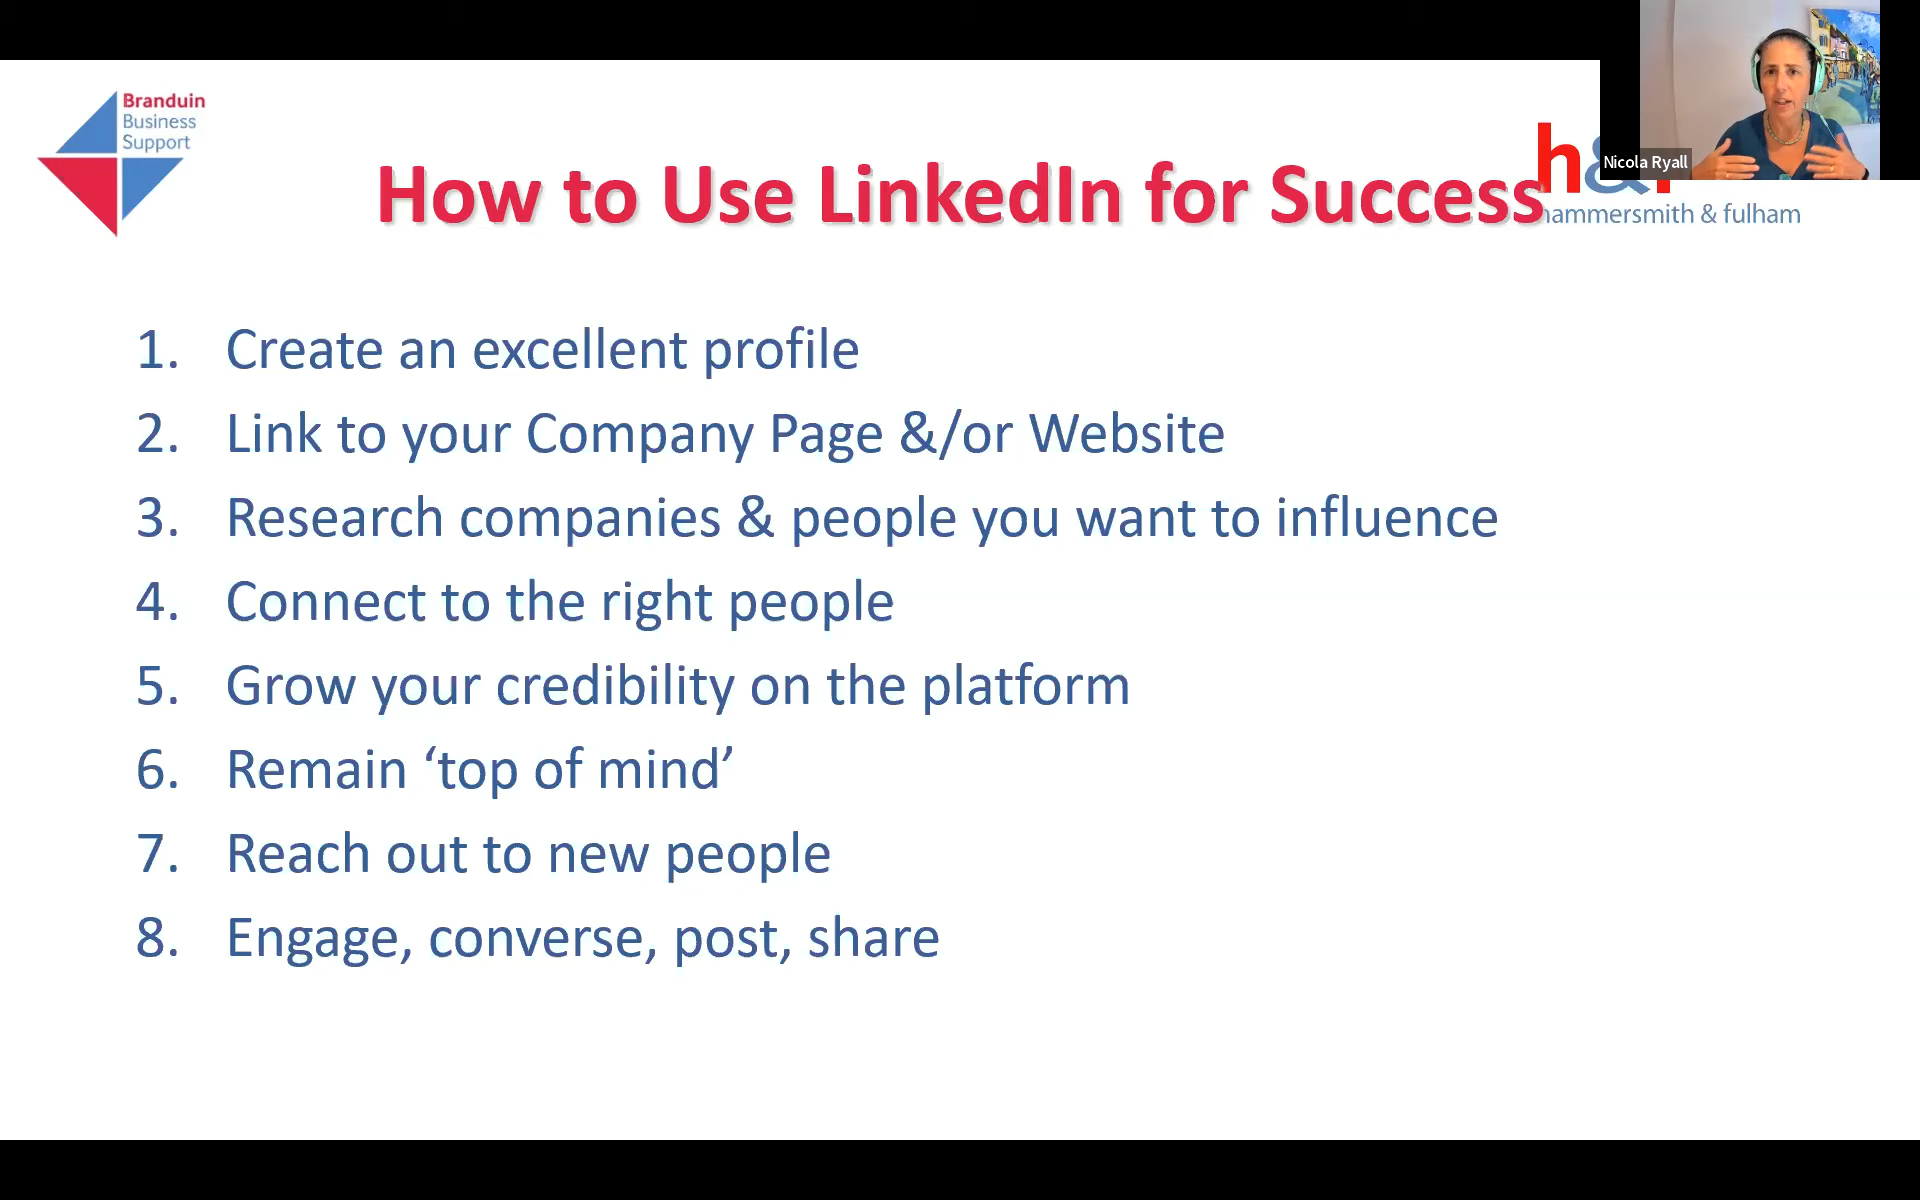 Branduin
Business
Support
How to Use LinkedIn for Success
h&f
Nicola Ryall
hammersmith & fulham
1. Create an excellent profile
2. Link to your Company Page &/or Website
3. Research companies & people you want to influence
4. Connect to the right people
5. Grow your credibility on the platform
6. Remain ‘top of mind’
7. Reach out to new people
8. Engage, converse, post, share